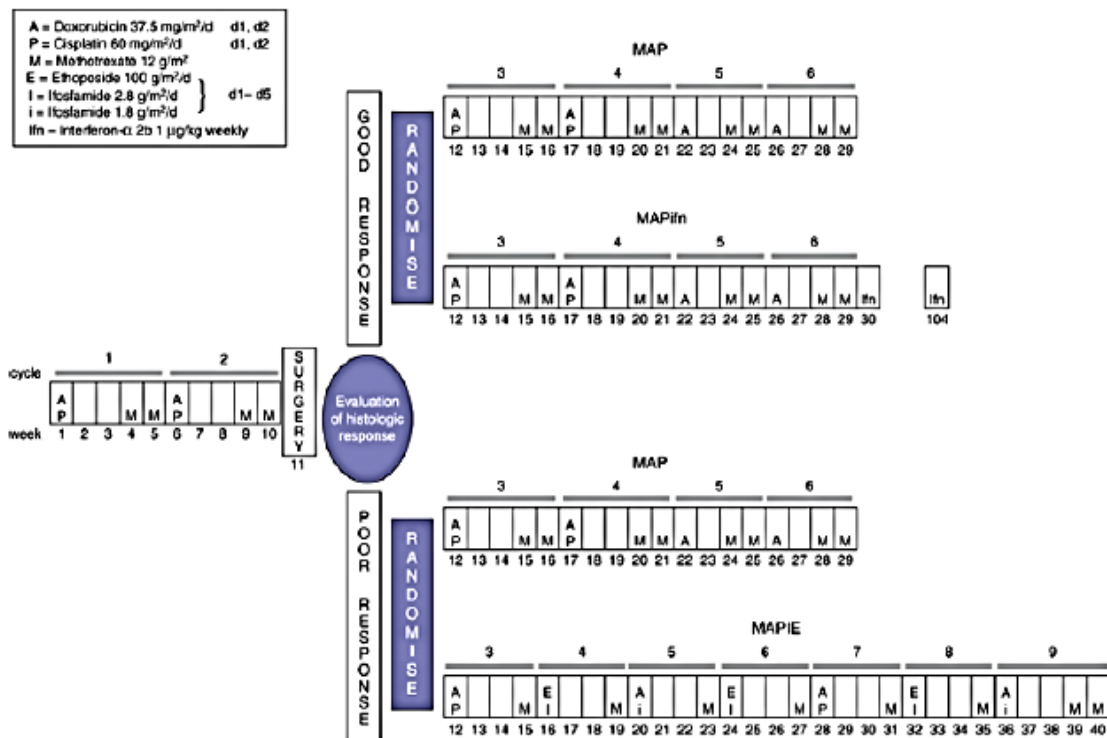 A = Doxorubicin 37.5 mg/m²/d d1, d2
P = Cisplatin 60 mg/m²/d d1, d2
M = Methotrexate 12 g/m²
E = Ethoposide 100 g/m²/d
I = Ifosfamide 2.8 g/m²/d } d1– d5
i = Ifosfamide 1.8 g/m²/d
Ifn – Interferon-α 2b 1 μg/kg weekly
cycle
1 2
A P M M A P M M
week
1 2 3 4 5 6 7 8 9 10
SURGERY
11
Evaluation
of histologic
response
GOOD RESPONSE
RANDOMISE
MAP
3 4 5 6
A P M M A P M M A M M A M M
12 13 14 15 16 17 18 19 20 21 22 23 24 25 26 27 28 29
MAPifn
3 4 5 6
A P M M A P M M A M M A M M Ifn Ifn
12 13 14 15 16 17 18 19 20 21 22 23 24 25 26 27 28 29 30 104
POOR RESPONSE
RANDOMISE
MAP
3 4 5 6
A P M M A P M M A M M A M M
12 13 14 15 16 17 18 19 20 21 22 23 24 25 26 27 28 29
MAPIE
3 4 5 6 7 8 9
A P M E I M A i M E I M A P M E I M A i M M
12 13 14 15 16 17 18 19 20 21 22 23 24 25 26 27 28 29 30 31 32 33 34 35 36 37 38 39 40